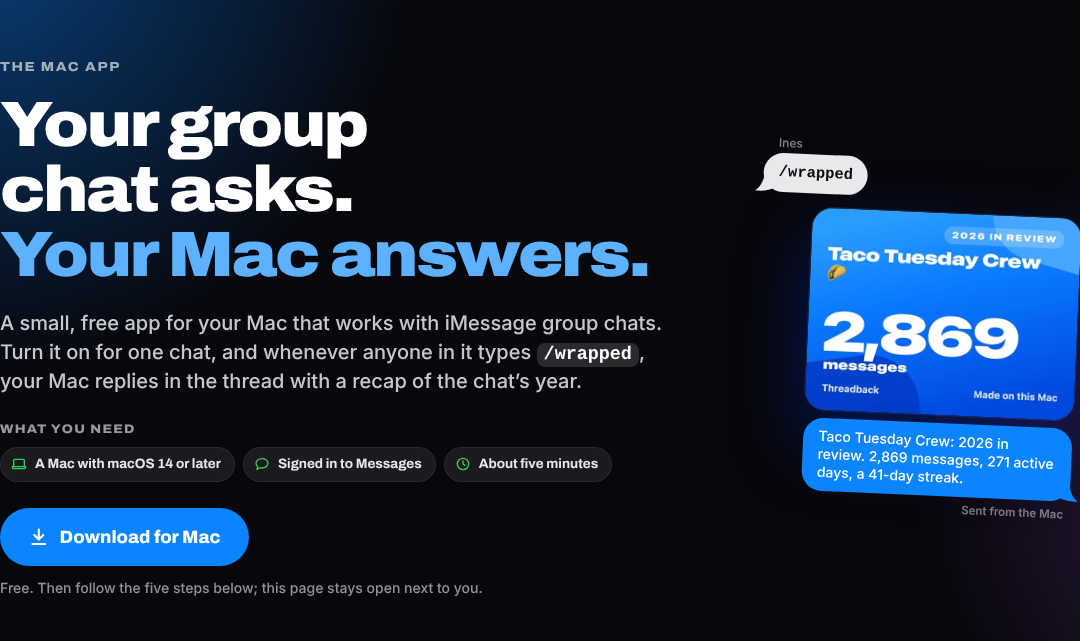 THE MAC APP
Your group
chat asks.
Your Mac answers.
A small, free app for your Mac that works with iMessage group chats.
Turn it on for one chat, and whenever anyone in it types /wrapped,
your Mac replies in the thread with a recap of the chat’s year.
WHAT YOU NEED
A Mac with macOS 14 or later
Signed in to Messages
About five minutes
Download for Mac
Free. Then follow the five steps below; this page stays open next to you.
Ines
/wrapped
2026 IN REVIEW
Taco Tuesday Crew
🌮
2,869
messages
Threadback
Made on this Mac
Taco Tuesday Crew: 2026 in
review. 2,869 messages, 271 active
days, a 41-day streak.
Sent from the Mac